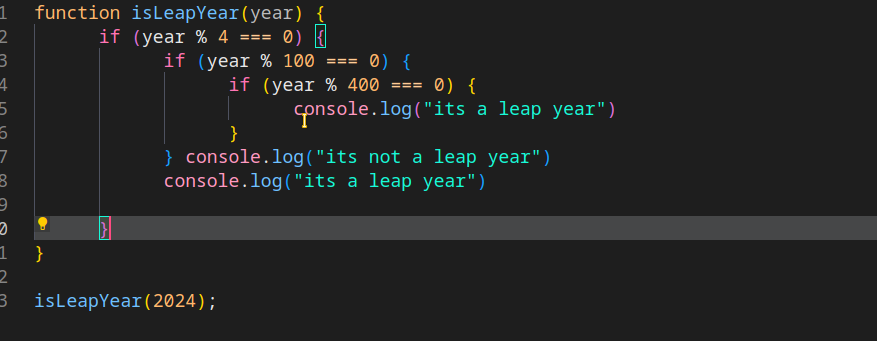 1 function isLeapYear(year) {
2 if (year % 4 === 0) {
3 if (year % 100 === 0) {
4 if (year % 400 === 0) {
5 console.log("its a leap year")
6 }
7 } console.log("its not a leap year")
8 console.log("its a leap year")
9
0 }
1 }
2
3 isLeapYear(2024);